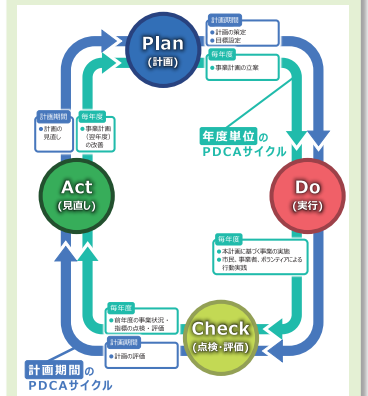 Plan
(計画)
計画期間
●計画の策定
●目標設定
毎年度
●事業計画の立案
年度単位の
PDCAサイクル
Do
(実行)
毎年度
●本計画に基づく事業の実施
●市民、事業者、ボランティアによる
行動実践
Check
(点検・評価)
毎年度
●前年度の事業状況・
指標の点検・評価
計画期間
●計画の評価
計画期間の
PDCAサイクル
Act
(見直し)
計画期間
●計画の
見直し
毎年度
●事業計画
(翌年度)
の改善